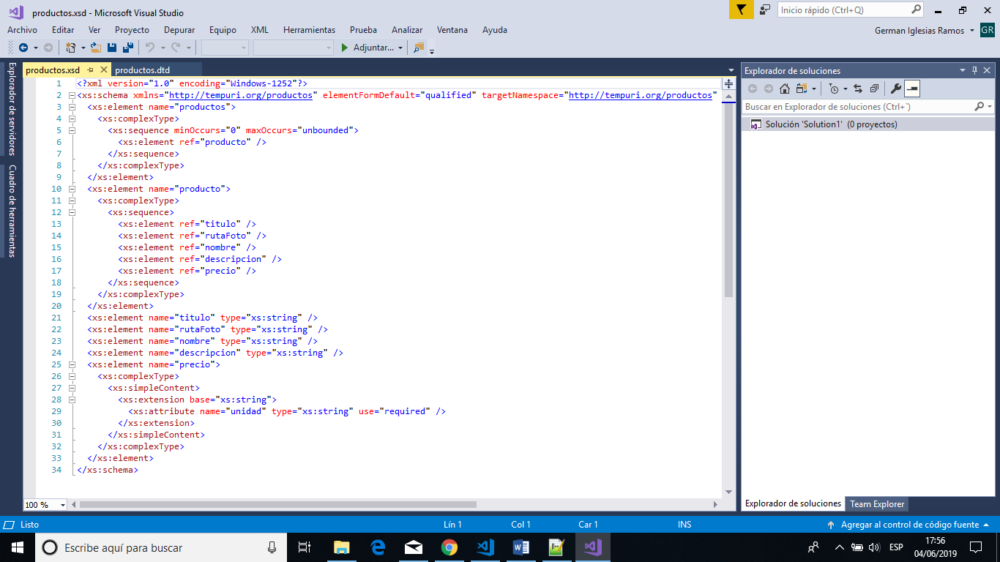 productos.xsd - Microsoft Visual Studio
Inicio rápido (Ctrl+Q)
Archivo Editar Ver Proyecto Depurar Equipo XML Herramientas Prueba Analizar Ventana Ayuda
German Iglesias Ramos GR
Adjuntar...
Explorador de servidores
Cuadro de herramientas
productos.xsd productos.dtd
1 <?xml version="1.0" encoding="Windows-1252"?>
2 <xs:schema xmlns="http://tempuri.org/productos" elementFormDefault="qualified" targetNamespace="http://tempuri.org/productos"
3 <xs:element name="productos">
4 <xs:complexType>
5 <xs:sequence minOccurs="0" maxOccurs="unbounded">
6 <xs:element ref="producto" />
7 </xs:sequence>
8 </xs:complexType>
9 </xs:element>
10 <xs:element name="producto">
11 <xs:complexType>
12 <xs:sequence>
13 <xs:element ref="titulo" />
14 <xs:element ref="rutaFoto" />
15 <xs:element ref="nombre" />
16 <xs:element ref="descripcion" />
17 <xs:element ref="precio" />
18 </xs:sequence>
19 </xs:complexType>
20 </xs:element>
21 <xs:element name="titulo" type="xs:string" />
22 <xs:element name="rutaFoto" type="xs:string" />
23 <xs:element name="nombre" type="xs:string" />
24 <xs:element name="descripcion" type="xs:string" />
25 <xs:element name="precio">
26 <xs:complexType>
27 <xs:simpleContent>
28 <xs:extension base="xs:string">
29 <xs:attribute name="unidad" type="xs:string" use="required" />
30 </xs:extension>
31 </xs:simpleContent>
32 </xs:complexType>
33 </xs:element>
34 </xs:schema>
100 %
Explorador de soluciones
Buscar en Explorador de soluciones (Ctrl+`)
Solución 'Solution1' (0 proyectos)
Explorador de soluciones Team Explorer
Listo Lín 1 Col 1 Car 1 INS Agregar al control de código fuente
Escribe aquí para buscar
ESP
17:56
04/06/2019